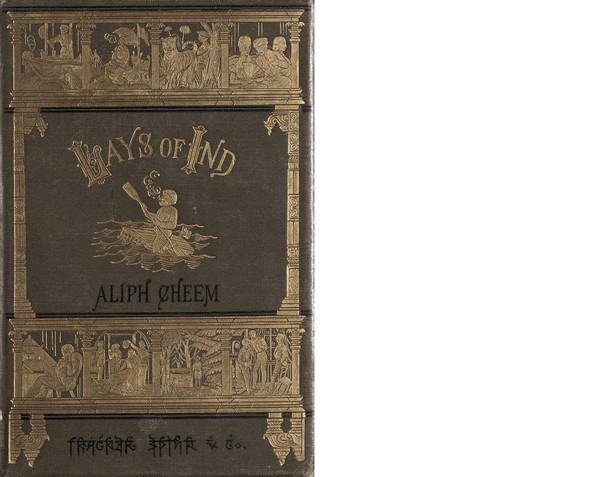 LAYS OF IND
ALIPH CHEEM
THACKER SPINK & Co.